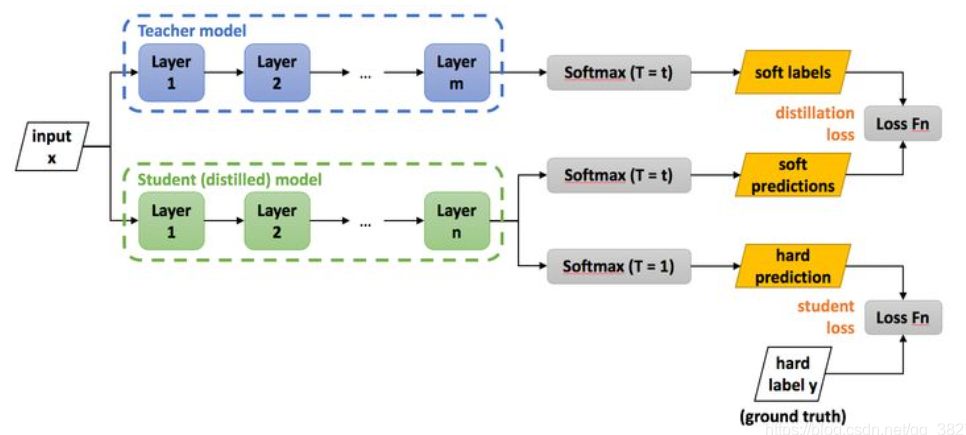 Teacher model
Layer
1
Layer
2
...
Layer
m
Softmax (T = t)
soft labels
input
x
distillation
loss
Loss Fn
Student (distilled) model
Layer
1
Layer
2
...
Layer
n
Softmax (T = t)
soft
predictions
Softmax (T = 1)
hard
prediction
student
loss
Loss Fn
hard
label y
(ground truth)
https://blog.csdn.net/qq_382